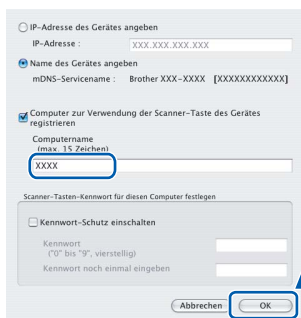 IP-Adresse des Gerätes angeben
IP-Adresse : XXX.XXX.XXX.XXX
Name des Gerätes angeben
mDNS-Servicename : Brother XXX-XXXX [XXXXXXXXXXXX]
Computer zur Verwendung der Scanner-Taste des Gerätes
registrieren
Computername
(max. 15 Zeichen)
XXXX
Scanner-Tasten-Kennwort für diesen Computer festlegen
Kennwort-Schutz einschalten
Kennwort
("0" bis "9", vierstellig)
Kennwort noch einmal eingeben
Abbrechen OK